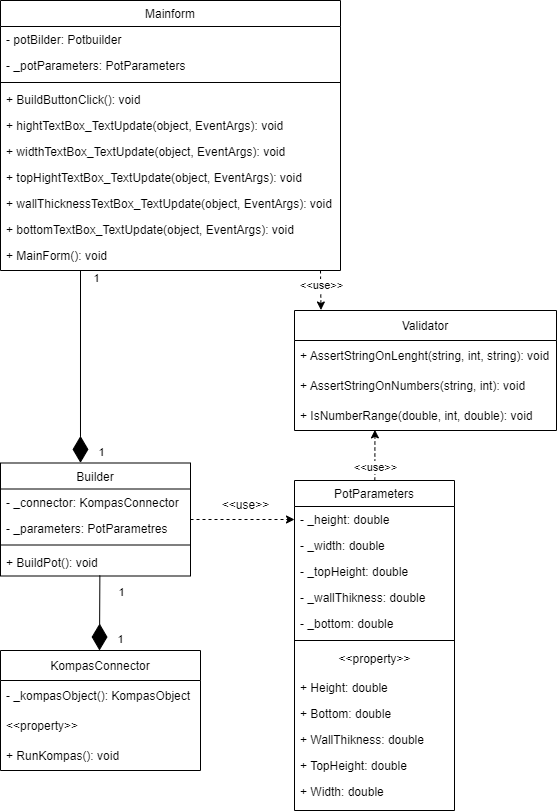 Mainform
- potBilder: Potbuilder
- _potParameters: PotParameters
+ BuildButtonClick(): void
+ hightTextBox_TextUpdate(object, EventArgs): void
+ widthTextBox_TextUpdate(object, EventArgs): void
+ topHightTextBox_TextUpdate(object, EventArgs): void
+ wallThicknessTextBox_TextUpdate(object, EventArgs): void
+ bottomTextBox_TextUpdate(object, EventArgs): void
+ MainForm(): void
1
<<use>>
Validator
+ AssertStringOnLenght(string, int, string): void
+ AssertStringOnNumbers(string, int): void
+ IsNumberRange(double, int, double): void
1
<<use>>
Builder
- _connector: KompasConnector
- _parameters: PotParametres
+ BuildPot(): void
<<use>>
PotParameters
- _height: double
- _width: double
- _topHeight: double
- _wallThikness: double
- _bottom: double
<<property>>
+ Height: double
+ Bottom: double
+ WallThikness: double
+ TopHeight: double
+ Width: double
1
1
KompasConnector
- _kompasObject(): KompasObject
<<property>>
+ RunKompas(): void